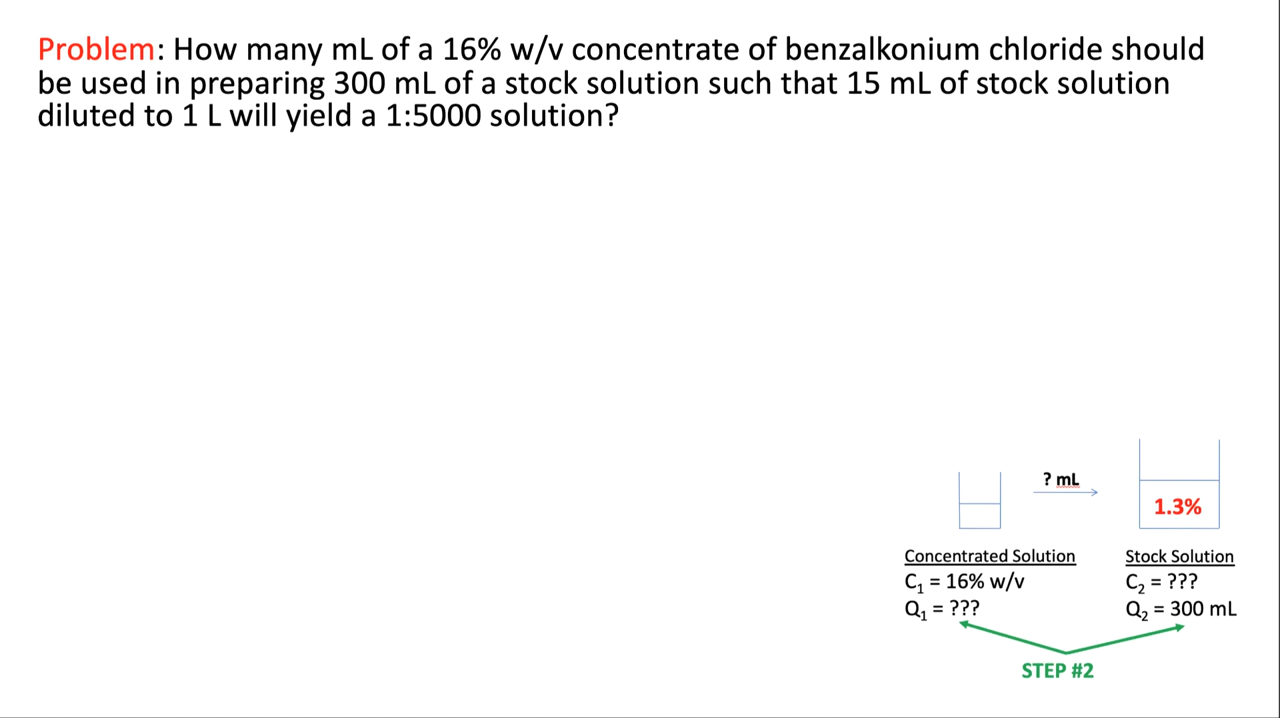 Problem: How many mL of a 16% w/v concentrate of benzalkonium chloride should
be used in preparing 300 mL of a stock solution such that 15 mL of stock solution
diluted to 1 L will yield a 1:5000 solution?
? mL
1.3%
Concentrated Solution
C₁ = 16% w/v
Q₁ = ???
Stock Solution
C₂ = ???
Q₂ = 300 mL
STEP #2